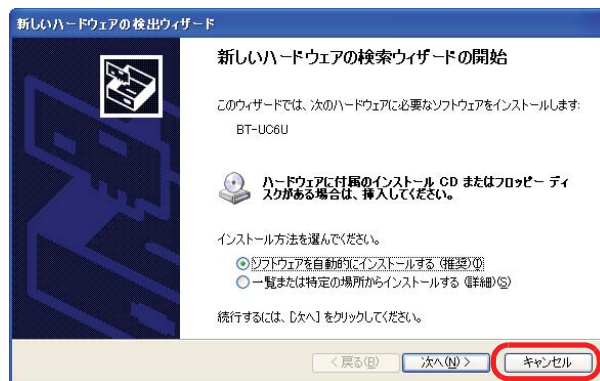 新しいハードウェアの検出ウィザード
新しいハードウェアの検索ウィザードの開始
このウィザードでは、次のハードウェアに必要なソフトウェアをインストールします:
BT-UC6U
ハードウェアに付属のインストール CD またはフロッピー ディ
スクがある場合は、挿入してください。
インストール方法を選んでください。
ソフトウェアを自動的にインストールする (推奨)(I)
一覧または特定の場所からインストールする (詳細)(S)
続行するには、[次へ] をクリックしてください。
< 戻る(B)
次へ(N) >
キャンセル